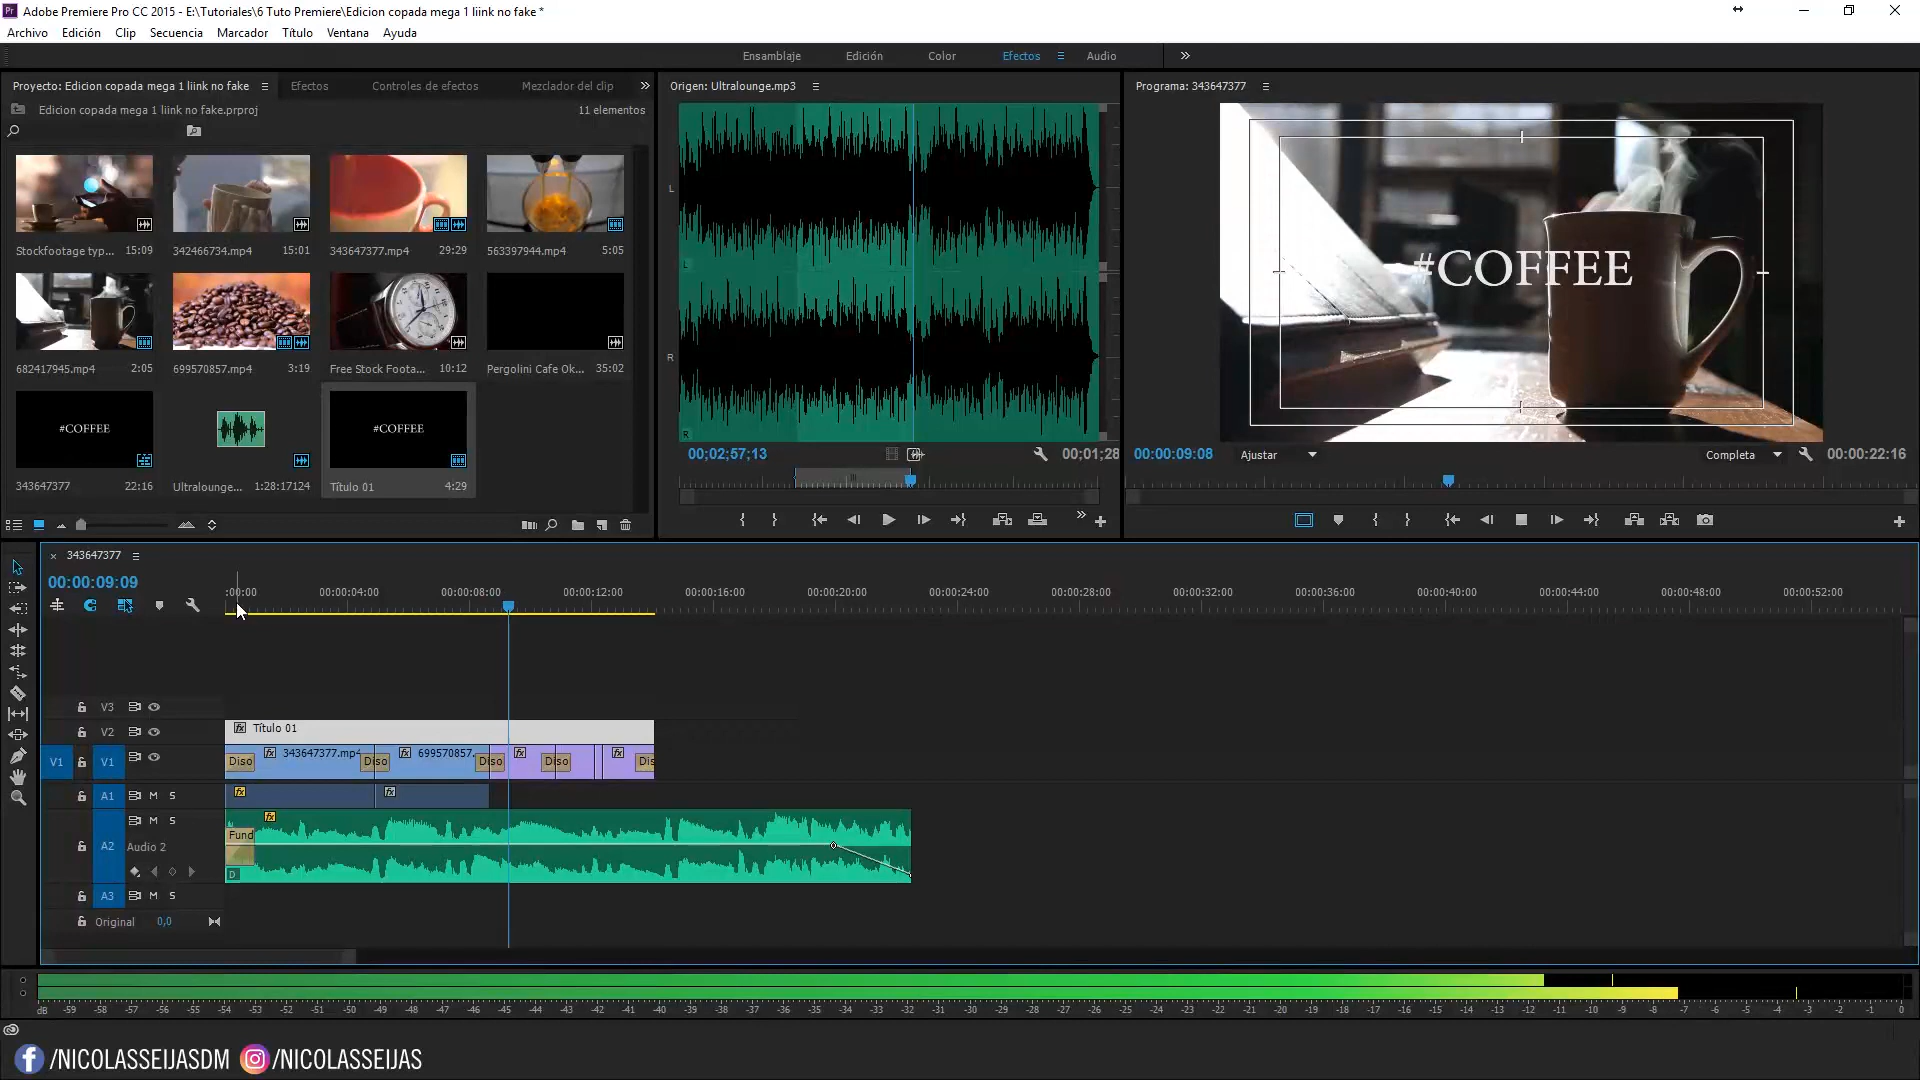 Adobe Premiere Pro CC 2015 - E:\Tutoriales\6 Tuto Premiere\Edicion copada mega 1 liink no fake *
Archivo Edición Clip Secuencia Marcador Título Ventana Ayuda
Ensamblaje Edición Color Efectos Audio
Proyecto: Edicion copada mega 1 liink no fake Efectos Controles de efectos Mezclador del clip
Edicion copada mega 1 liink no fake.prproj 11 elementos
Stockfootage typ... 15:09
342466734.mp4 15:01
343647377.mp4 29:29
563397944.mp4 5:05
682417945.mp4 2:05
699570857.mp4 3:19
Free Stock Foota... 10:12
Pergolini Cafe Ok... 35:02
#COFFEE
343647377 22:16
Ultralounge... 1:28:17124
#COFFEE
Título 01 4:29
Origen: Ultralounge.mp3
L
L
R
R
00;02;57;13 00;01;28
Programa: 343647377
#COFFEE
00:00:09:08 Ajustar Completa 00:00:22:16
343647377
00:00:09:09
:00:00 00:00:04:00 00:00:08:00 00:00:12:00 00:00:16:00 00:00:20:00 00:00:24:00 00:00:28:00 00:00:32:00 00:00:36:00 00:00:40:00 00:00:44:00 00:00:48:00 00:00:52:00
V3
V2 fx Título 01
V1 V1 fx 343647377.mp4 fx 699570857. fx fx
Diso Diso Diso Diso Dis
A1 M S fx fx
M S fx
A2 Audio 2 Fund
D
A3 M S
Original 0,0
dB -59 -58 -57 -56 -55 -54 -53 -52 -51 -50 -49 -48 -47 -46 -45 -44 -43 -42 -41 -40 -39 -38 -37 -36 -35 -34 -33 -32 -31 -30 -29 -28 -27 -26 -25 -24 -23 -22 -21 -20 -19 -18 -17 -16 -15 -14 -13 -12 -11 -10 -9 -8 -7 -6 -5 -4 -3 -2 -1 0
/NICOLASSEIJASDM /NICOLASSEIJAS